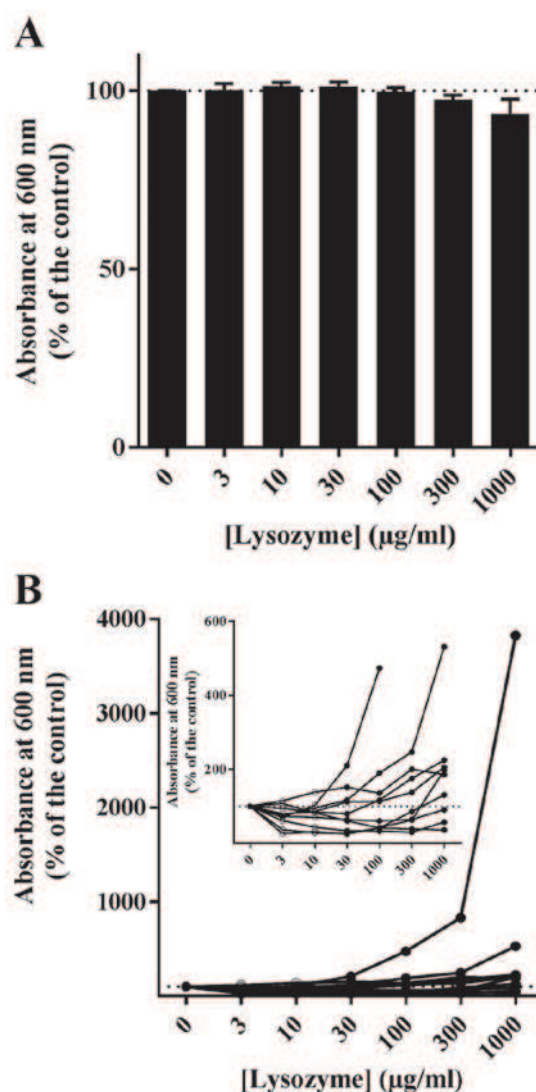 A
Absorbance at 600 nm
(% of the control)
100
50
0
0 3 10 30 100 300 1000
[Lysozyme] (µg/ml)
B
Absorbance at 600 nm
(% of the control)
4000
3000
2000
1000
Absorbance at 600 nm
(% of the control)
600
400
200
0 3 10 30 100 300 1000
0 3 10 30 100 300 1000
[Lysozyme] (µg/ml)